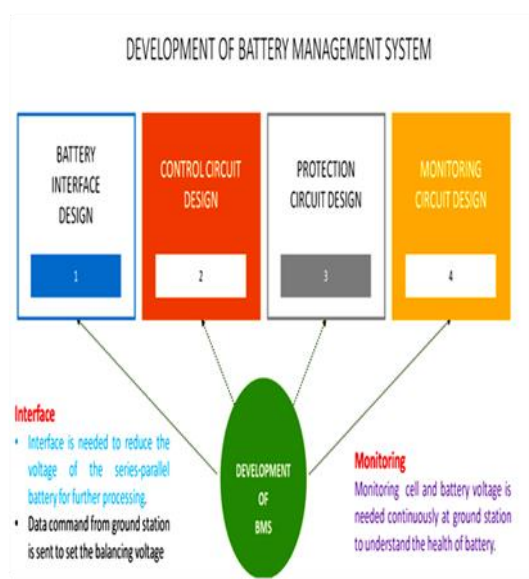 DEVELOPMENT OF BATTERY MANAGEMENT SYSTEM
BATTERY
INTERFACE
DESIGN
1
CONTROL CIRCUIT
DESIGN
2
PROTECTION
CIRCUIT DESIGN
3
MONITORING
CIRCUIT DESIGN
4
DEVELOPMENT
OF
BMS
Interface
• Interface is needed to reduce the
voltage of the series-parallel
battery for further processing.
• Data command from ground station
is sent to set the balancing voltage
Monitoring
Monitoring cell and battery voltage is
needed continuously at ground station
to understand the health of battery.